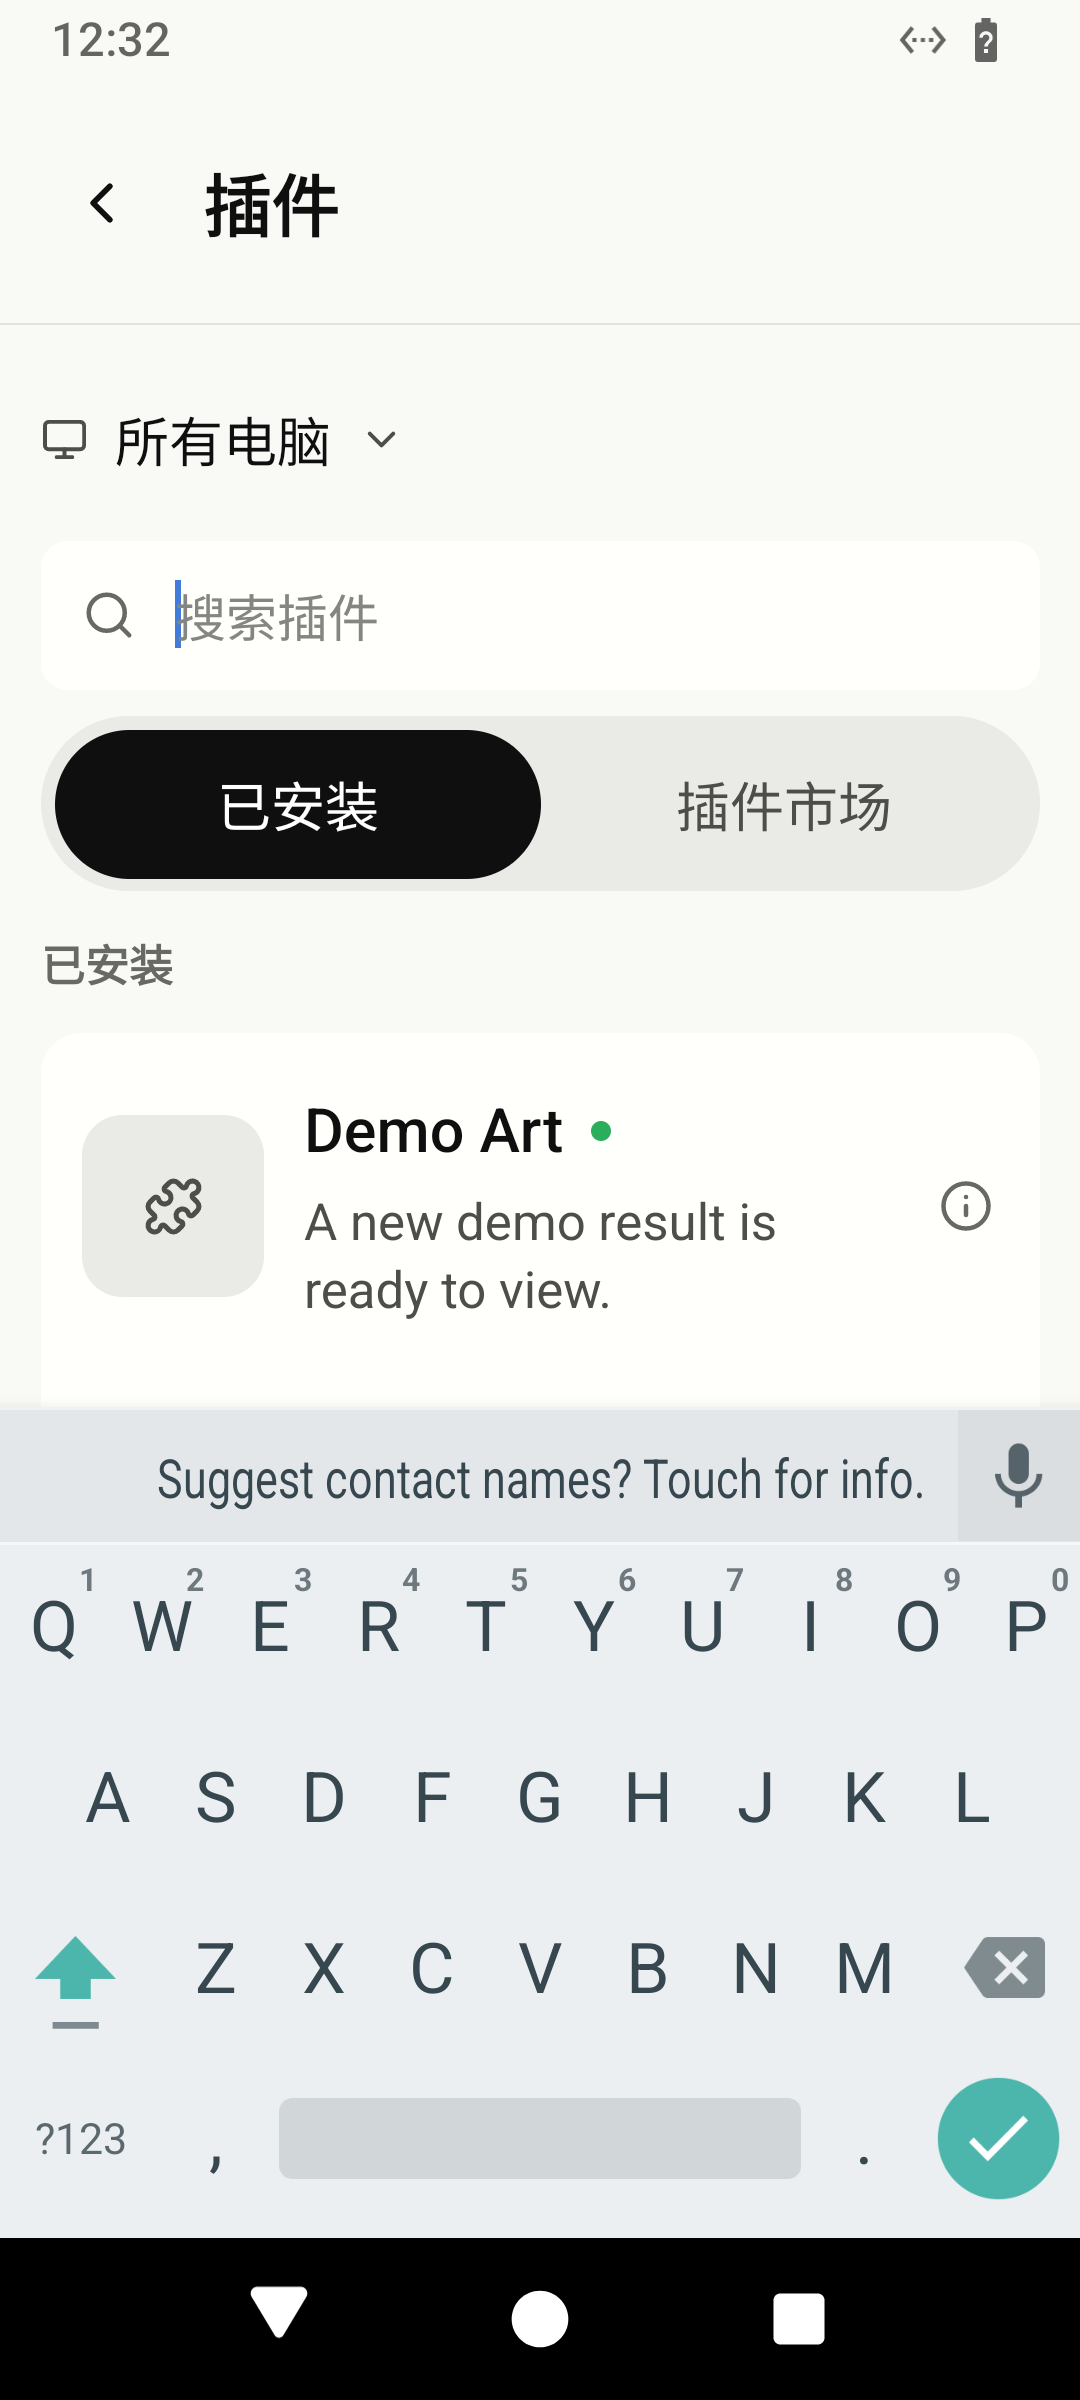 12:32
插件
所有电脑
搜索插件
已安装
插件市场
已安装
Demo Art
A new demo result is
ready to view.
Suggest contact names? Touch for info.
1 2 3 4 5 6 7 8 9 0
Q W E R T Y U I O P
A S D F G H J K L
Z X C V B N M
?123 , .